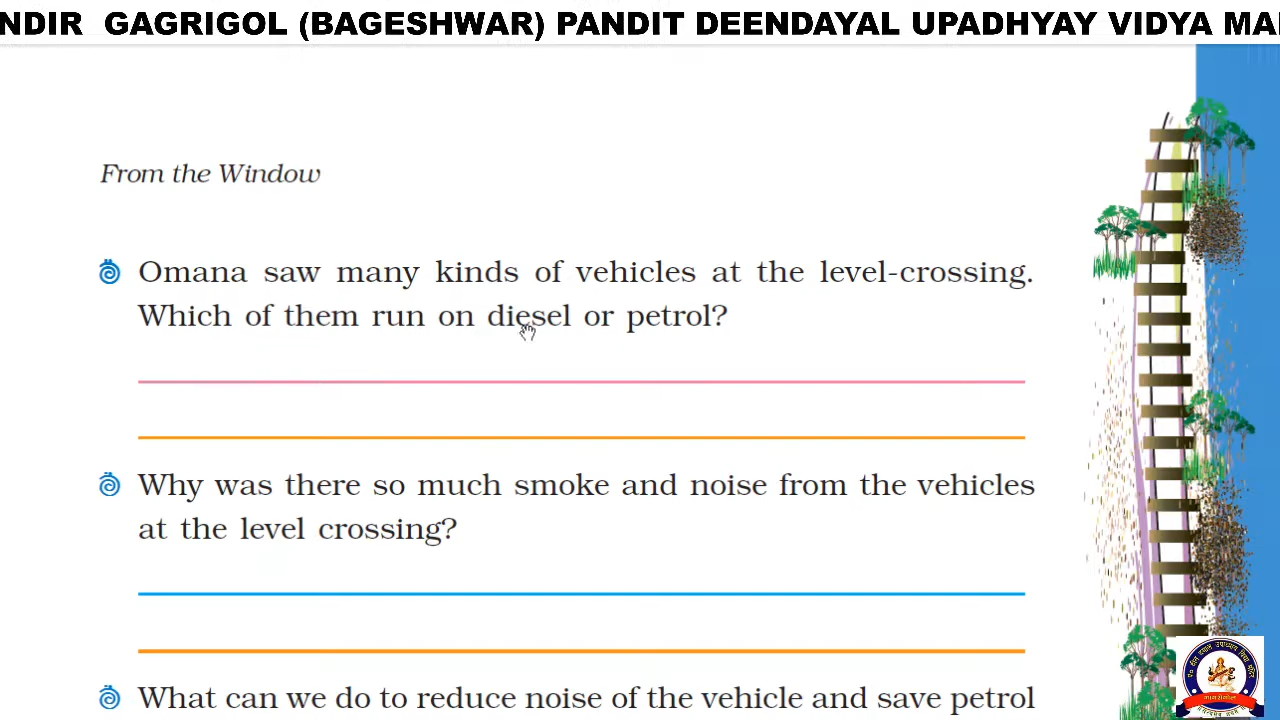 NDIR GAGRIGOL (BAGESHWAR) PANDIT DEENDAYAL UPADHYAY VIDYA MA
From the Window
Omana saw many kinds of vehicles at the level-crossing.
Which of them run on diesel or petrol?
Why was there so much smoke and noise from the vehicles
at the level crossing?
What can we do to reduce noise of the vehicle and save petrol